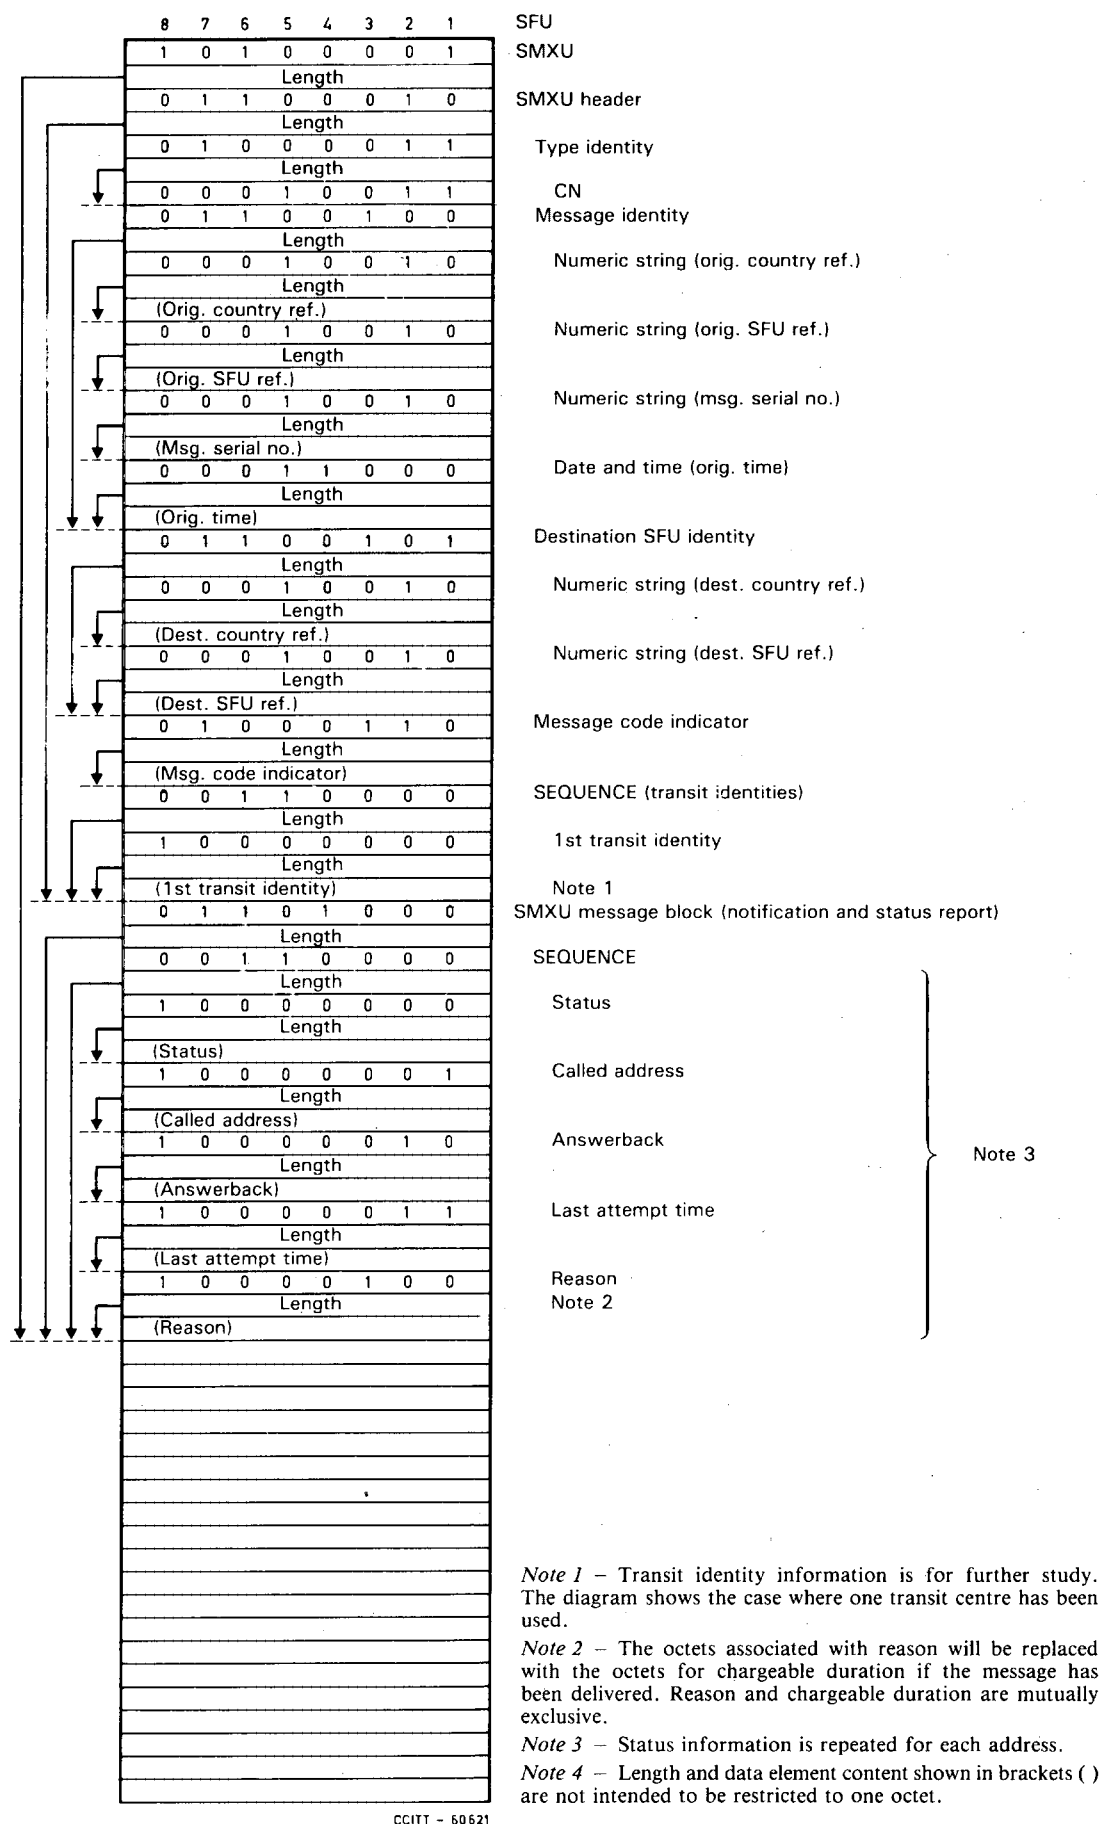 8 7 6 5 4 3 2 1 SFU
1 0 1 0 0 0 0 1 SMXU
Length
0 1 1 0 0 0 1 0 SMXU header
Length
0 1 0 0 0 0 1 1 Type identity
Length
0 0 0 1 0 0 1 1 CN
0 1 1 0 0 1 0 0 Message identity
Length
0 0 0 1 0 0 1 0 Numeric string (orig. country ref.)
Length
(Orig. country ref.)
0 0 0 1 0 0 1 0 Numeric string (orig. SFU ref.)
Length
(Orig. SFU ref.)
0 0 0 1 0 0 1 0 Numeric string (msg. serial no.)
Length
(Msg. serial no.)
0 0 0 1 1 0 0 0 Date and time (orig. time)
Length
(Orig. time)
0 1 1 0 0 1 0 1 Destination SFU identity
Length
0 0 0 1 0 0 1 0 Numeric string (dest. country ref.)
Length
(Dest. country ref.)
0 0 0 1 0 0 1 0 Numeric string (dest. SFU ref.)
Length
(Dest. SFU ref.)
0 1 0 0 0 1 1 0 Message code indicator
Length
(Msg. code indicator)
0 0 1 1 0 0 0 0 SEQUENCE (transit identities)
Length
1 0 0 0 0 0 0 0 1st transit identity
Length
(1st transit identity) Note 1
0 1 1 0 1 0 0 0 SMXU message block (notification and status report)
Length
0 0 1 1 0 0 0 0 SEQUENCE
Length
1 0 0 0 0 0 0 0 Status
Length
(Status)
1 0 0 0 0 0 0 1 Called address
Length
(Called address)
1 0 0 0 0 0 1 0 Answerback
Length Note 3
(Answerback)
1 0 0 0 0 0 1 1 Last attempt time
Length
(Last attempt time)
1 0 0 0 0 1 0 0 Reason
Length Note 2
(Reason)
Note 1 – Transit identity information is for further study.
The diagram shows the case where one transit centre has been
used.
Note 2 – The octets associated with reason will be replaced
with the octets for chargeable duration if the message has
been delivered. Reason and chargeable duration are mutually
exclusive.
Note 3 – Status information is repeated for each address.
Note 4 – Length and data element content shown in brackets ( )
are not intended to be restricted to one octet.
CCITT – 60621